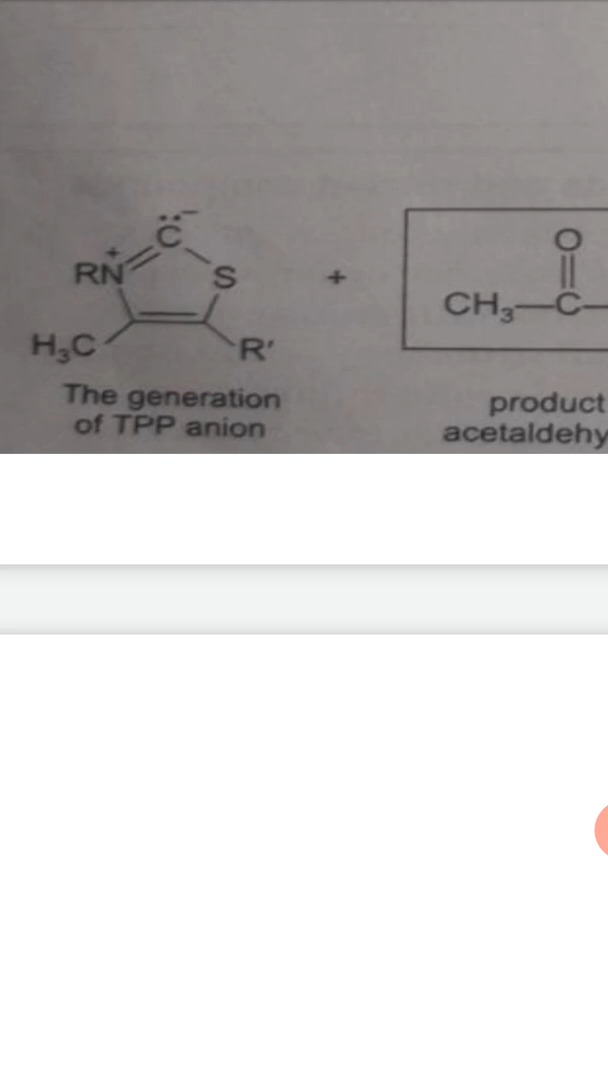 C̈⁻
RN⁺
S
+
O
CH₃—C—
H₃C
R′
The generation
of TPP anion
product
acetaldehy